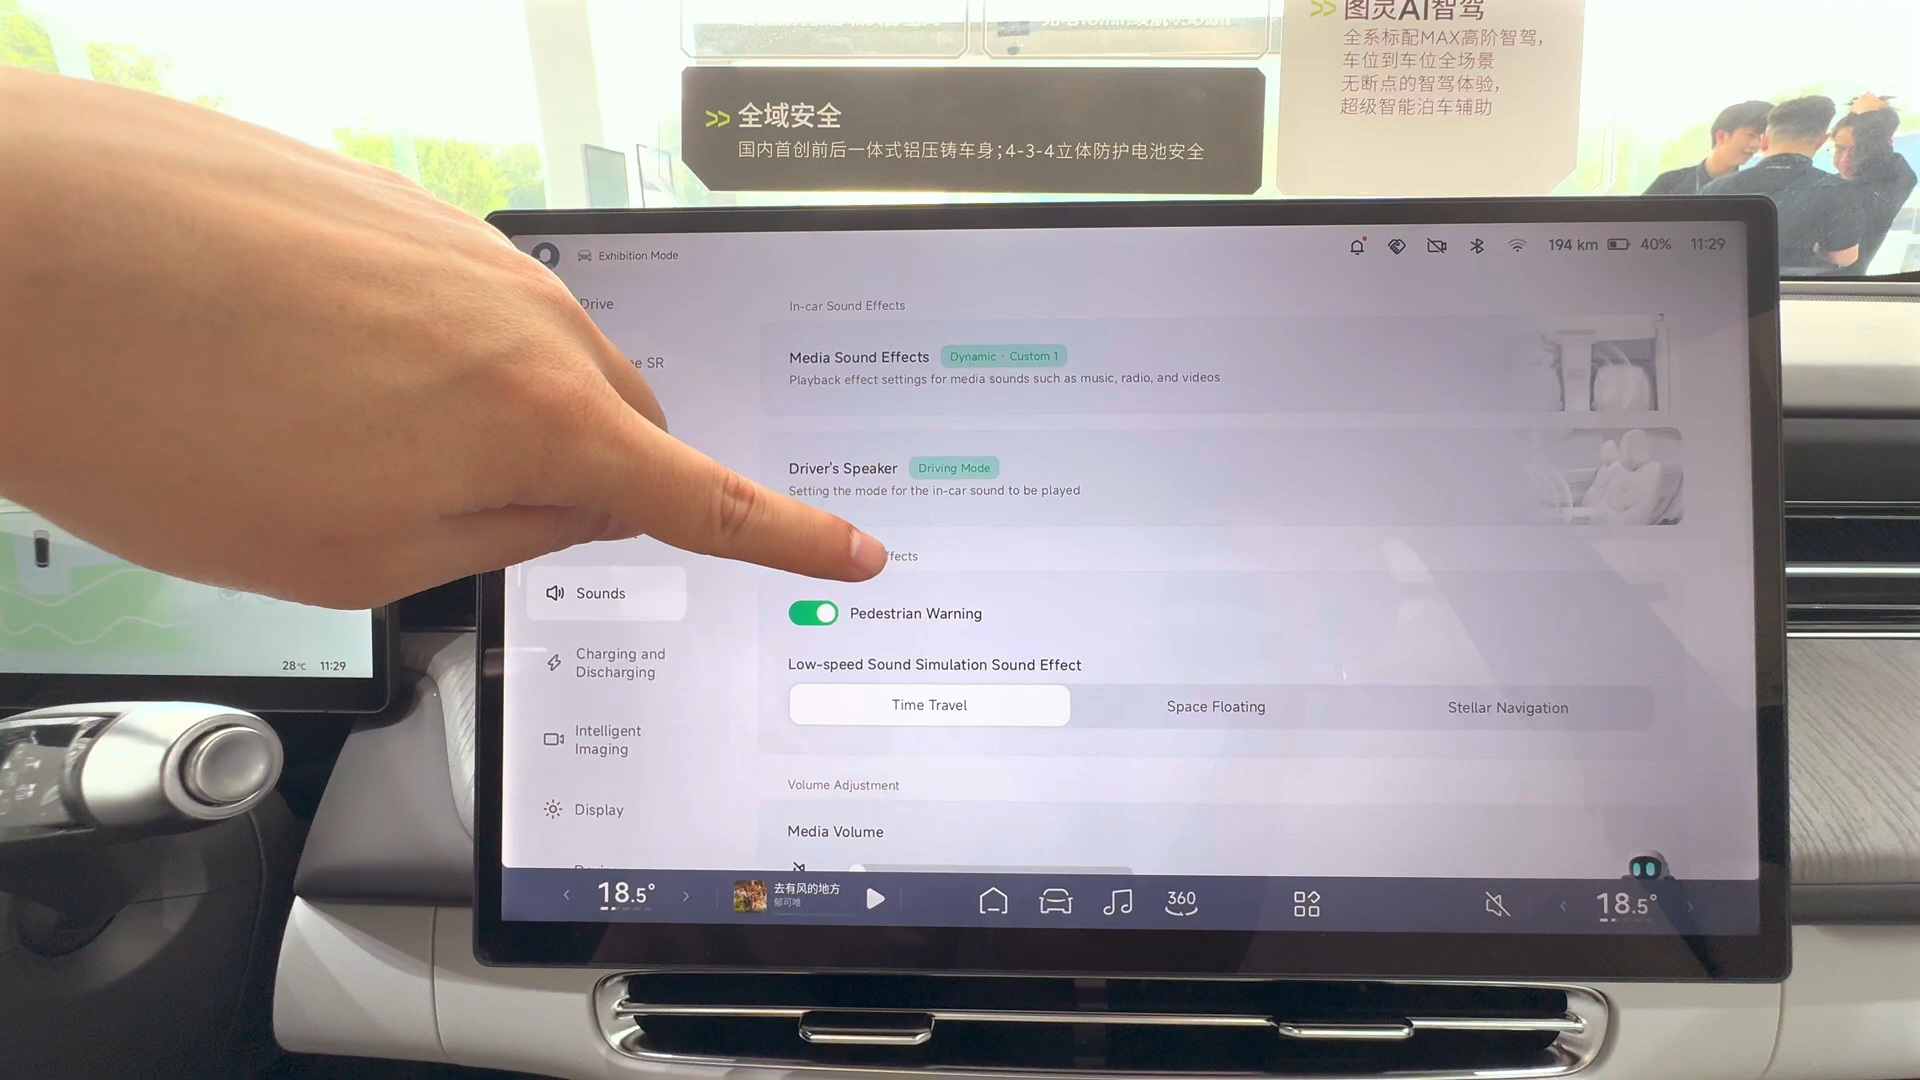 图灵AI智驾
全系标配MAX高阶智驾，
车位到车位全场景
无断点的智驾体验，
超级智能泊车辅助
>> 全域安全
国内首创前后一体式铝压铸车身；4-3-4立体防护电池安全
Exhibition Mode
194 km
40%
11:29
Drive
SR
Sounds
Charging and
Discharging
Intelligent
Imaging
Display
In-car Sound Effects
Media Sound Effects
Dynamic · Custom 1
Playback effect settings for media sounds such as music, radio, and videos
Driver's Speaker
Driving Mode
Setting the mode for the in-car sound to be played
Pedestrian Warning
Low-speed Sound Simulation Sound Effect
Time Travel
Space Floating
Stellar Navigation
Volume Adjustment
Media Volume
18.5°
去有风的地方
郁可唯
360
18.5°
28℃
11:29